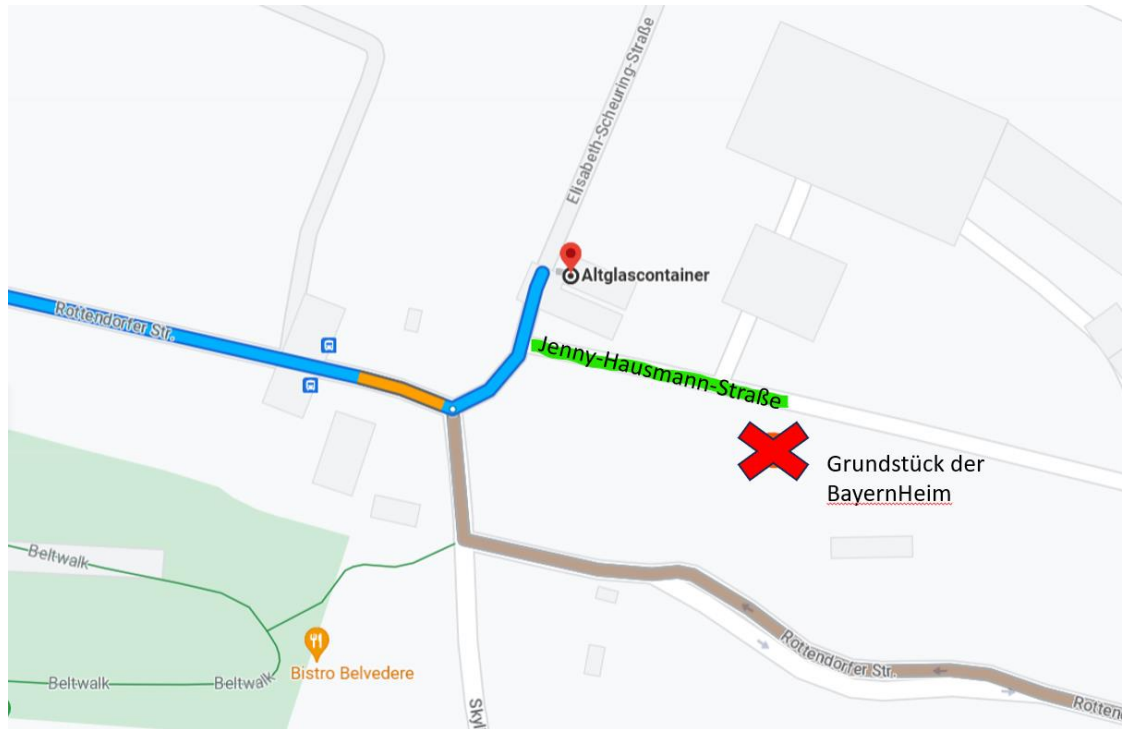 Elisabeth-Scheuring-Straße
Altglascontainer
Rottendorfer Str.
Jenny-Hausmann-Straße
Grundstück der
BayernHeim
Beltwalk
Bistro Belvedere
Beltwalk
Beltwalk
Rottendorfer Str.
Skyl
Rotten